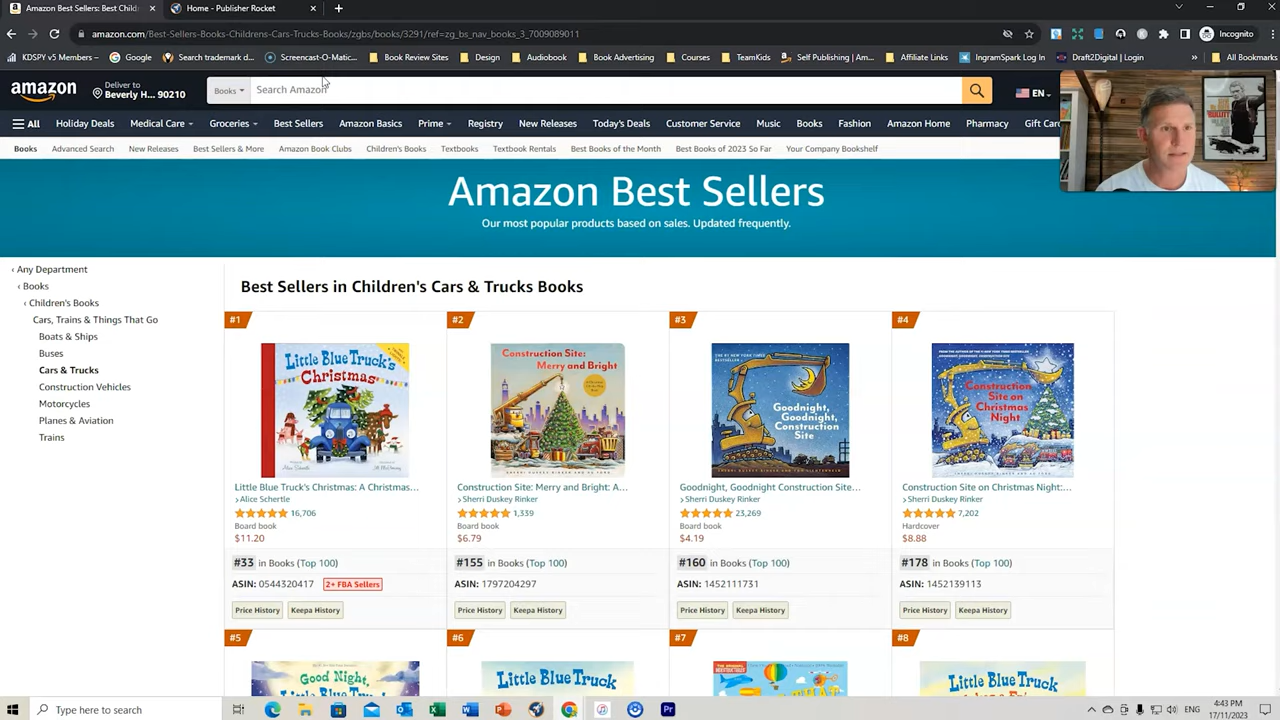 Amazon Best Sellers: Best Child
Home - Publisher Rocket
amazon.com/Best-Sellers-Books-Childrens-Cars-Trucks-Books/zgbs/books/3291/ref=zg_bs_nav_books_3_7009089011
Incognito
KDSPY v5 Members –
Google
Search trademark d...
Screencast-O-Matic...
Book Review Sites
Design
Audiobook
Book Advertising
Courses
TeamKids
Self Publishing | Am...
Affiliate Links
IngramSpark Log In
Draft2Digital | Login
All Bookmarks
amazon
Deliver to
Beverly H... 90210
Books
Search Amazon
EN
All
Holiday Deals
Medical Care
Groceries
Best Sellers
Amazon Basics
Prime
Registry
New Releases
Today's Deals
Customer Service
Music
Books
Fashion
Amazon Home
Pharmacy
Gift Car
Books
Advanced Search
New Releases
Best Sellers & More
Amazon Book Clubs
Children's Books
Textbooks
Textbook Rentals
Best Books of the Month
Best Books of 2023 So Far
Your Company Bookshelf
Amazon Best Sellers
Our most popular products based on sales. Updated frequently.
‹ Any Department
‹ Books
‹ Children's Books
Cars, Trains & Things That Go
Boats & Ships
Buses
Cars & Trucks
Construction Vehicles
Motorcycles
Planes & Aviation
Trains
Best Sellers in Children's Cars & Trucks Books
#1
Little Blue Truck's
Christmas
Little Blue Truck's Christmas: A Christmas...
› Alice Schertle
16,706
Board book
$11.20
#33 in Books (Top 100)
ASIN: 0544320417 2+ FBA Sellers
Price History Keepa History
#2
Construction Site:
Merry and Bright
Construction Site: Merry and Bright: A...
› Sherri Duskey Rinker
1,339
Board book
$6.79
#155 in Books (Top 100)
ASIN: 1797204297
Price History Keepa History
#3
Goodnight,
Goodnight,
Construction
Site
Goodnight, Goodnight Construction Site...
› Sherri Duskey Rinker
23,269
Board book
$4.19
#160 in Books (Top 100)
ASIN: 1452111731
Price History Keepa History
#4
Construction
Site on
Christmas
Night
Construction Site on Christmas Night:...
› Sherri Duskey Rinker
7,202
Hardcover
$8.88
#178 in Books (Top 100)
ASIN: 1452139113
Price History Keepa History
#5
Good Night,
#6
Little Blue Truck
#7
#8
Little Blue Truck
Type here to search
ENG
4:43 PM
17/11/2023